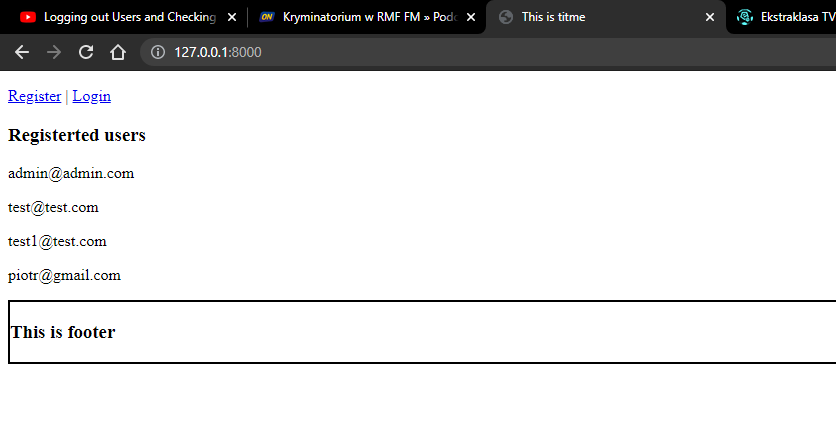 Logging out Users and Checking
ON Kryminatorium w RMF FM » Podc
This is titme
Ekstraklasa TV
127.0.0.1:8000
Register | Login
Registerted users
admin@admin.com
test@test.com
test1@test.com
piotr@gmail.com
This is footer